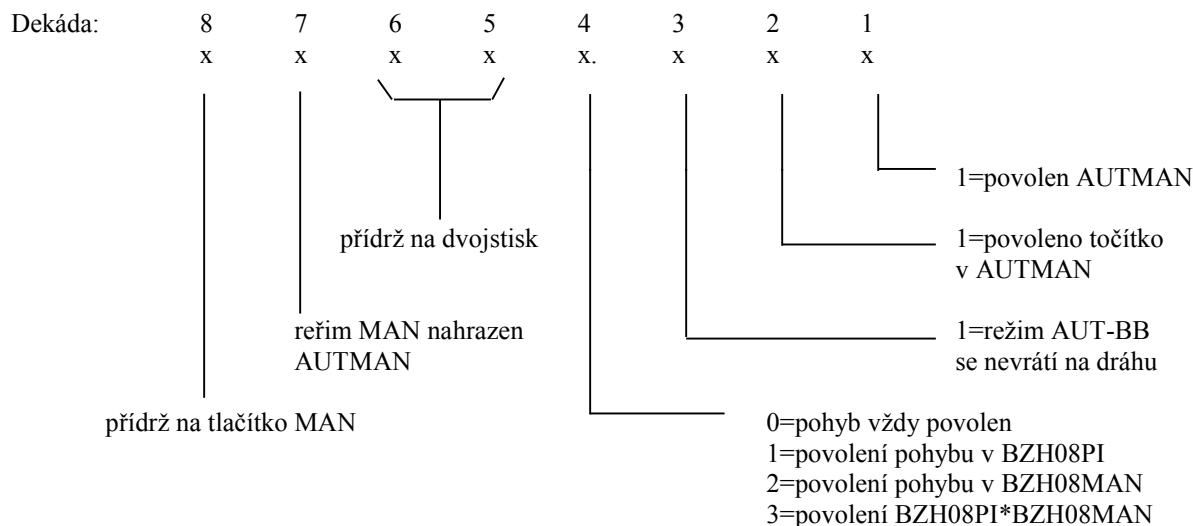 Dekáda: 8 7 6 5 4 3 2 1
x x x x x. x x x
1=povolen AUTMAN
přídrž na dvojstisk
1=povoleno točítko
v AUTMAN
reřim MAN nahrazen
AUTMAN
1=režim AUT-BB
se nevrátí na dráhu
přídrž na tlačítko MAN
0=pohyb vždy povolen
1=povolení pohybu v BZH08PI
2=povolení pohybu v BZH08MAN
3=povolení BZH08PI*BZH08MAN